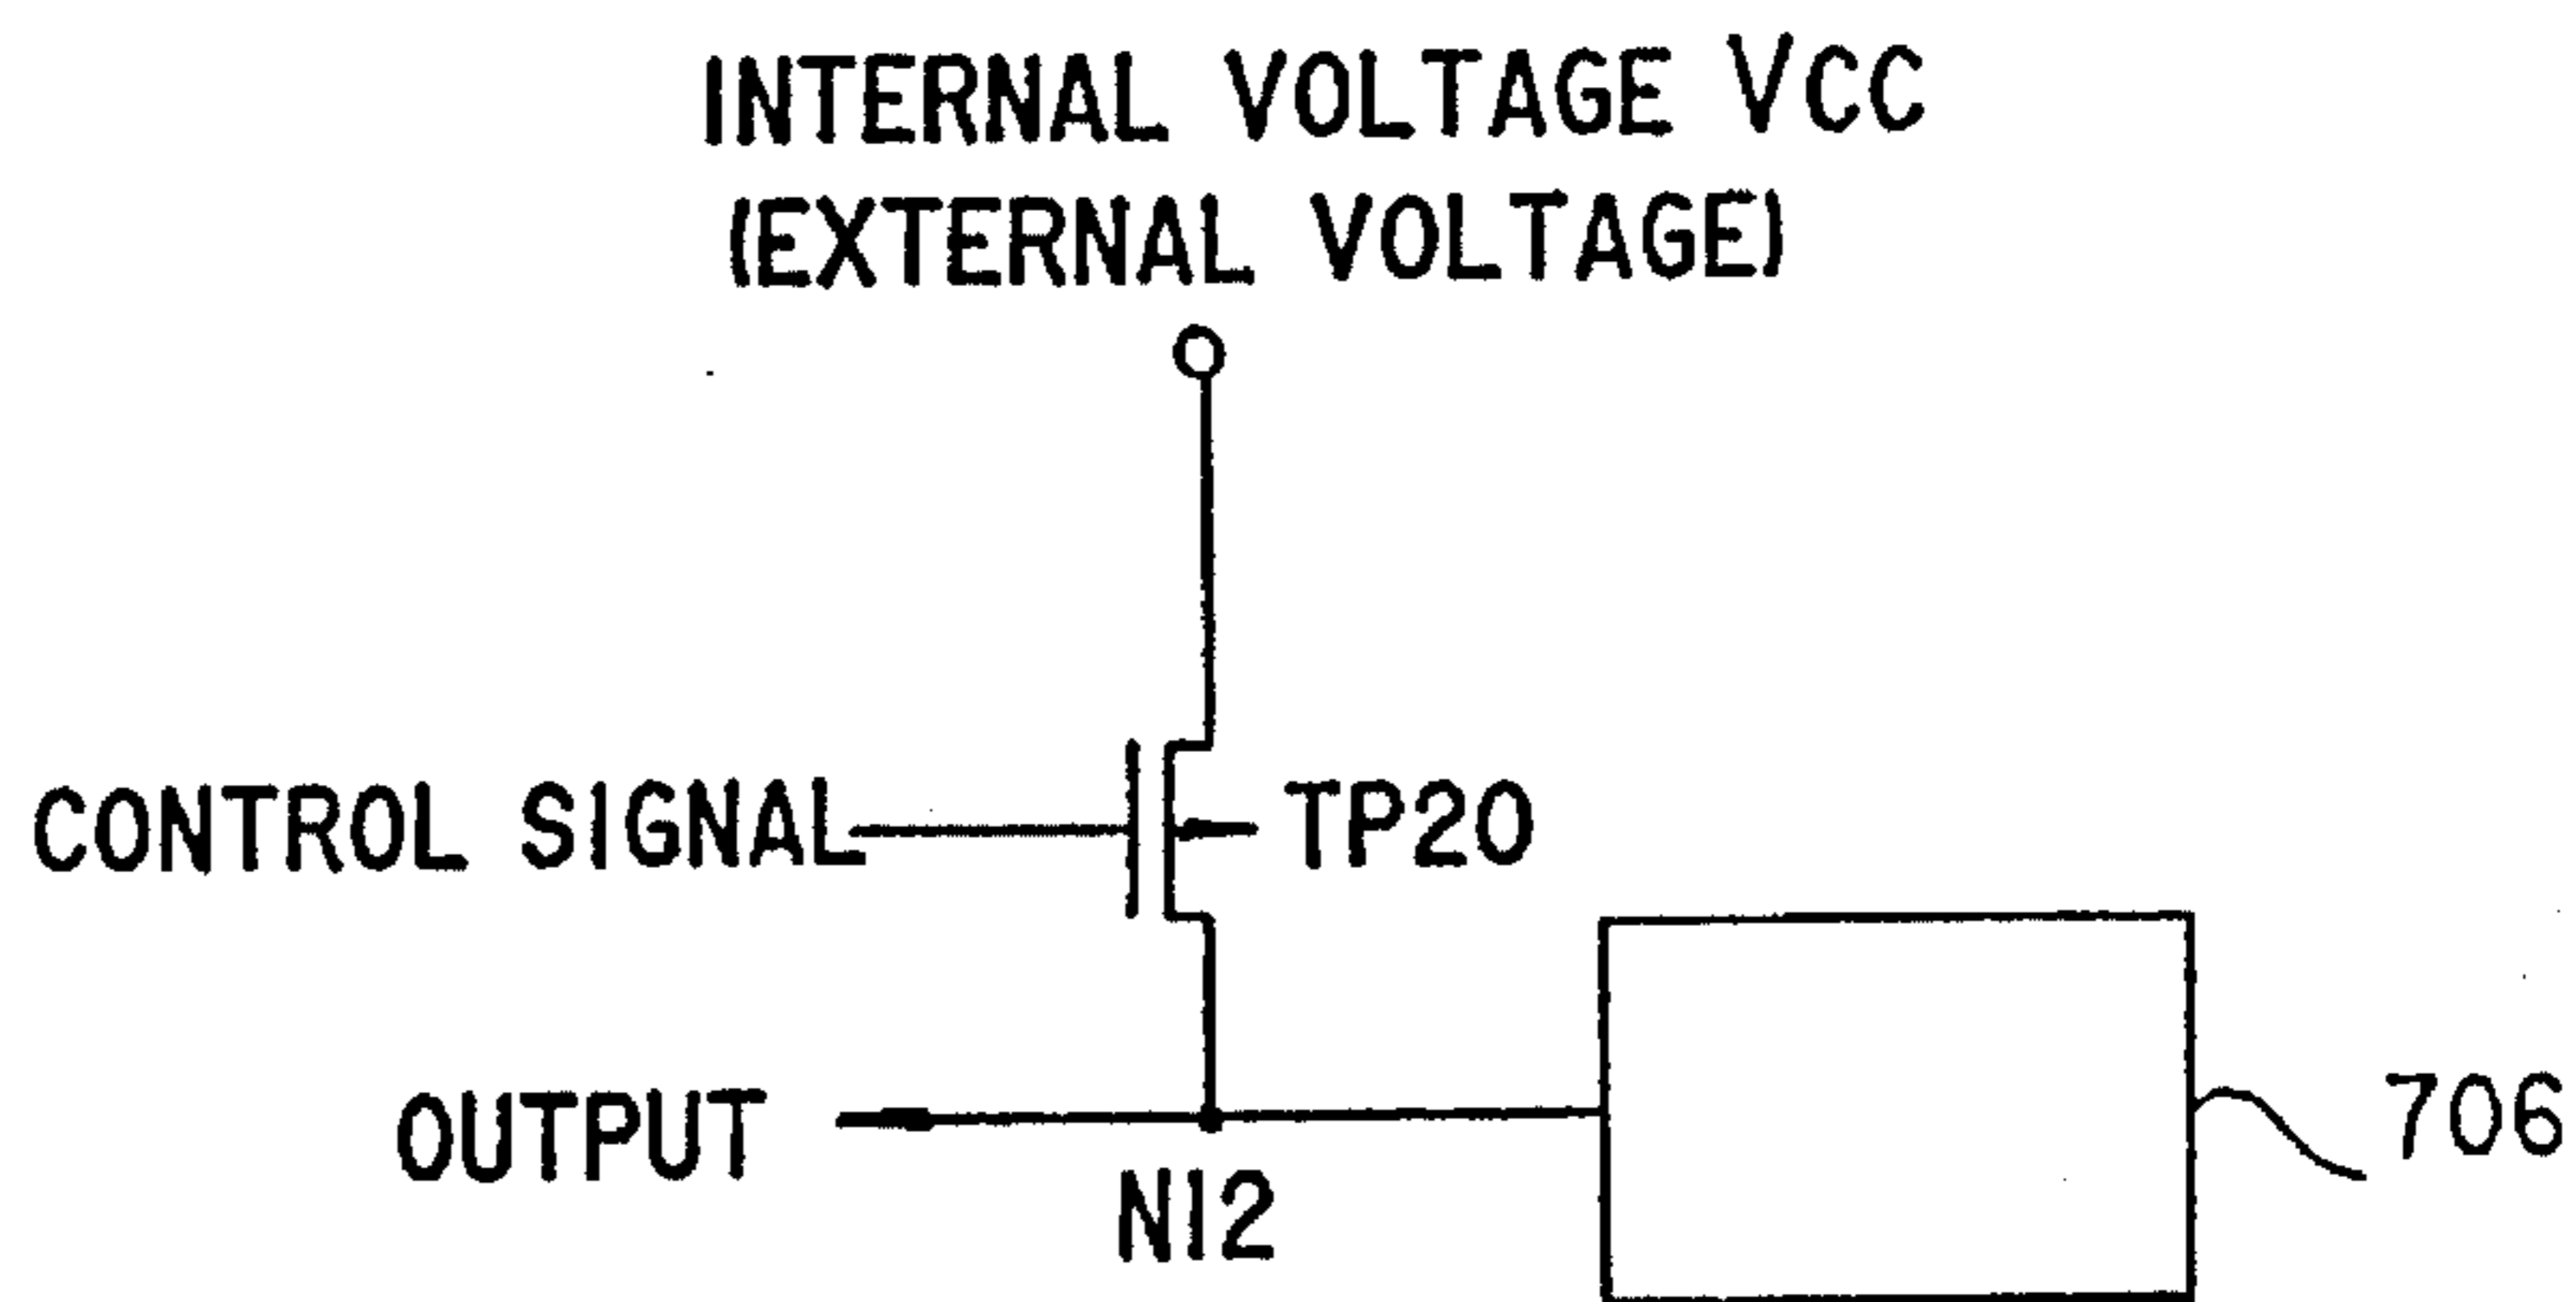 INTERNAL VOLTAGE VCC
(EXTERNAL VOLTAGE)
CONTROL SIGNAL
TP20
OUTPUT
N12
706